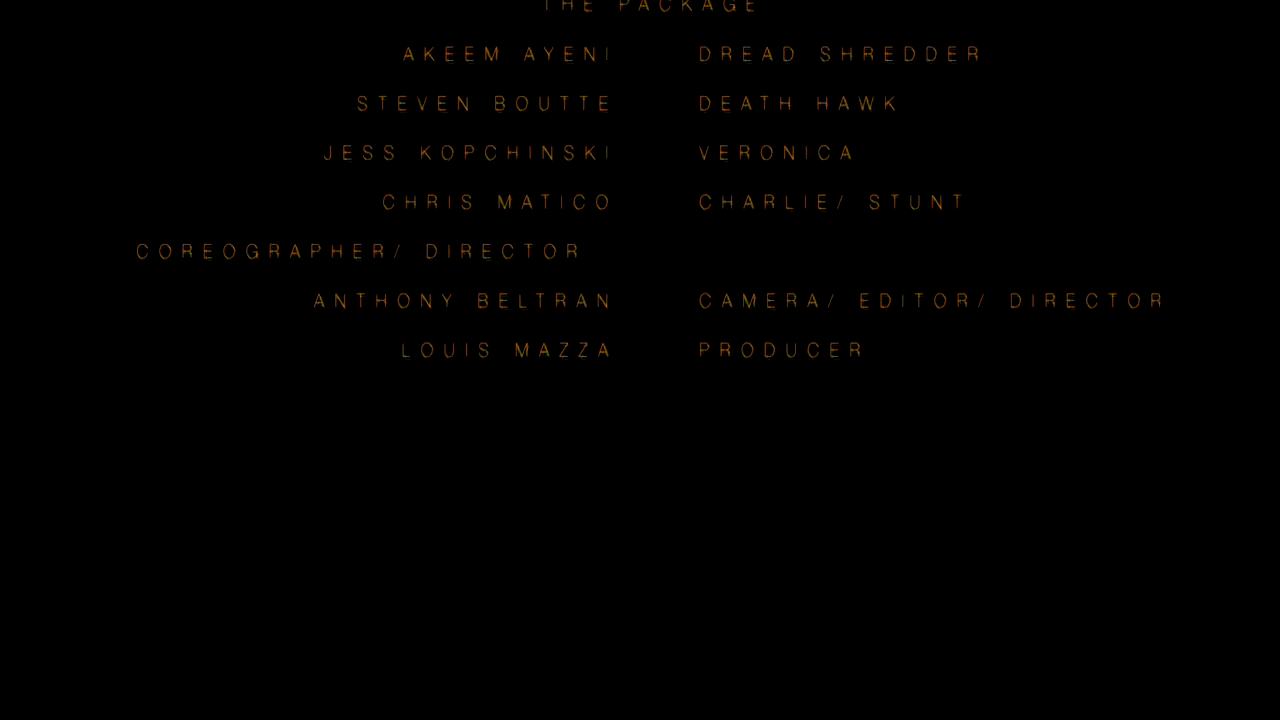 THE PACKAGE
AKEEM AYENI DREAD SHREDDER
STEVEN BOUTTE DEATH HAWK
JESS KOPCHINSKI VERONICA
CHRIS MATICO CHARLIE/ STUNT
COREOGRAPHER/ DIRECTOR
ANTHONY BELTRAN CAMERA/ EDITOR/ DIRECTOR
LOUIS MAZZA PRODUCER